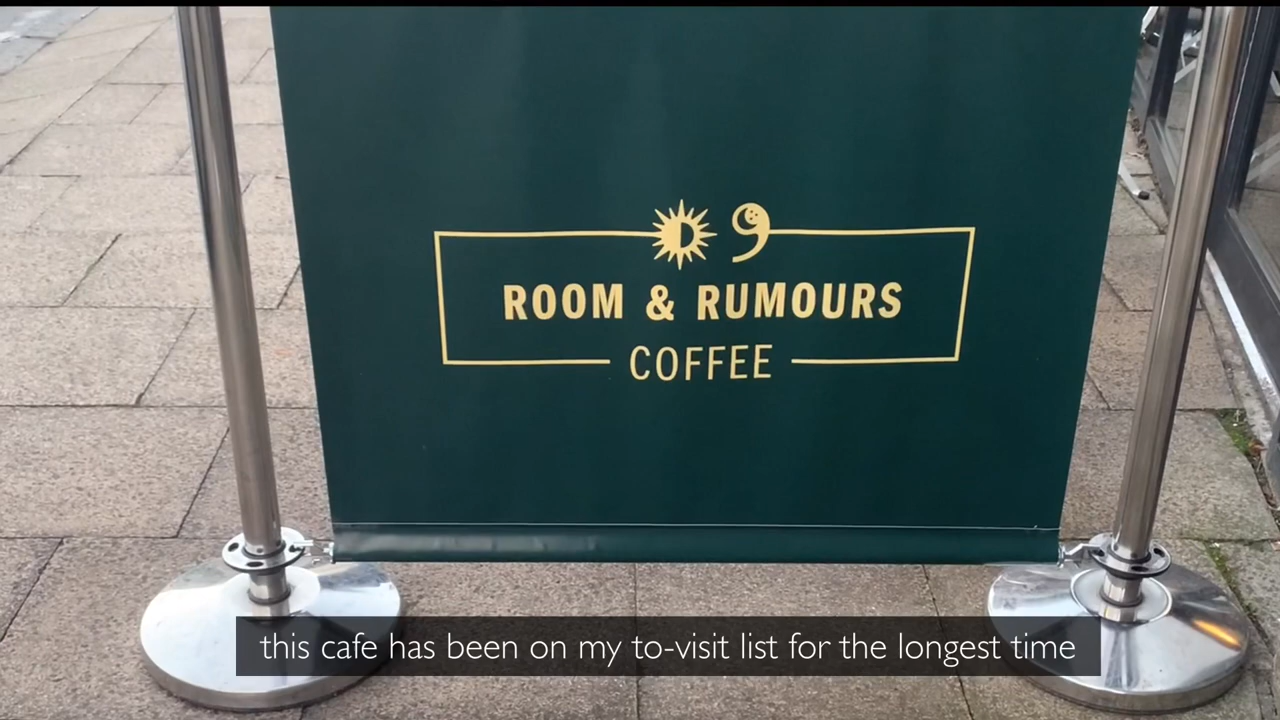 ROOM & RUMOURS
COFFEE
this cafe has been on my to-visit list for the longest time